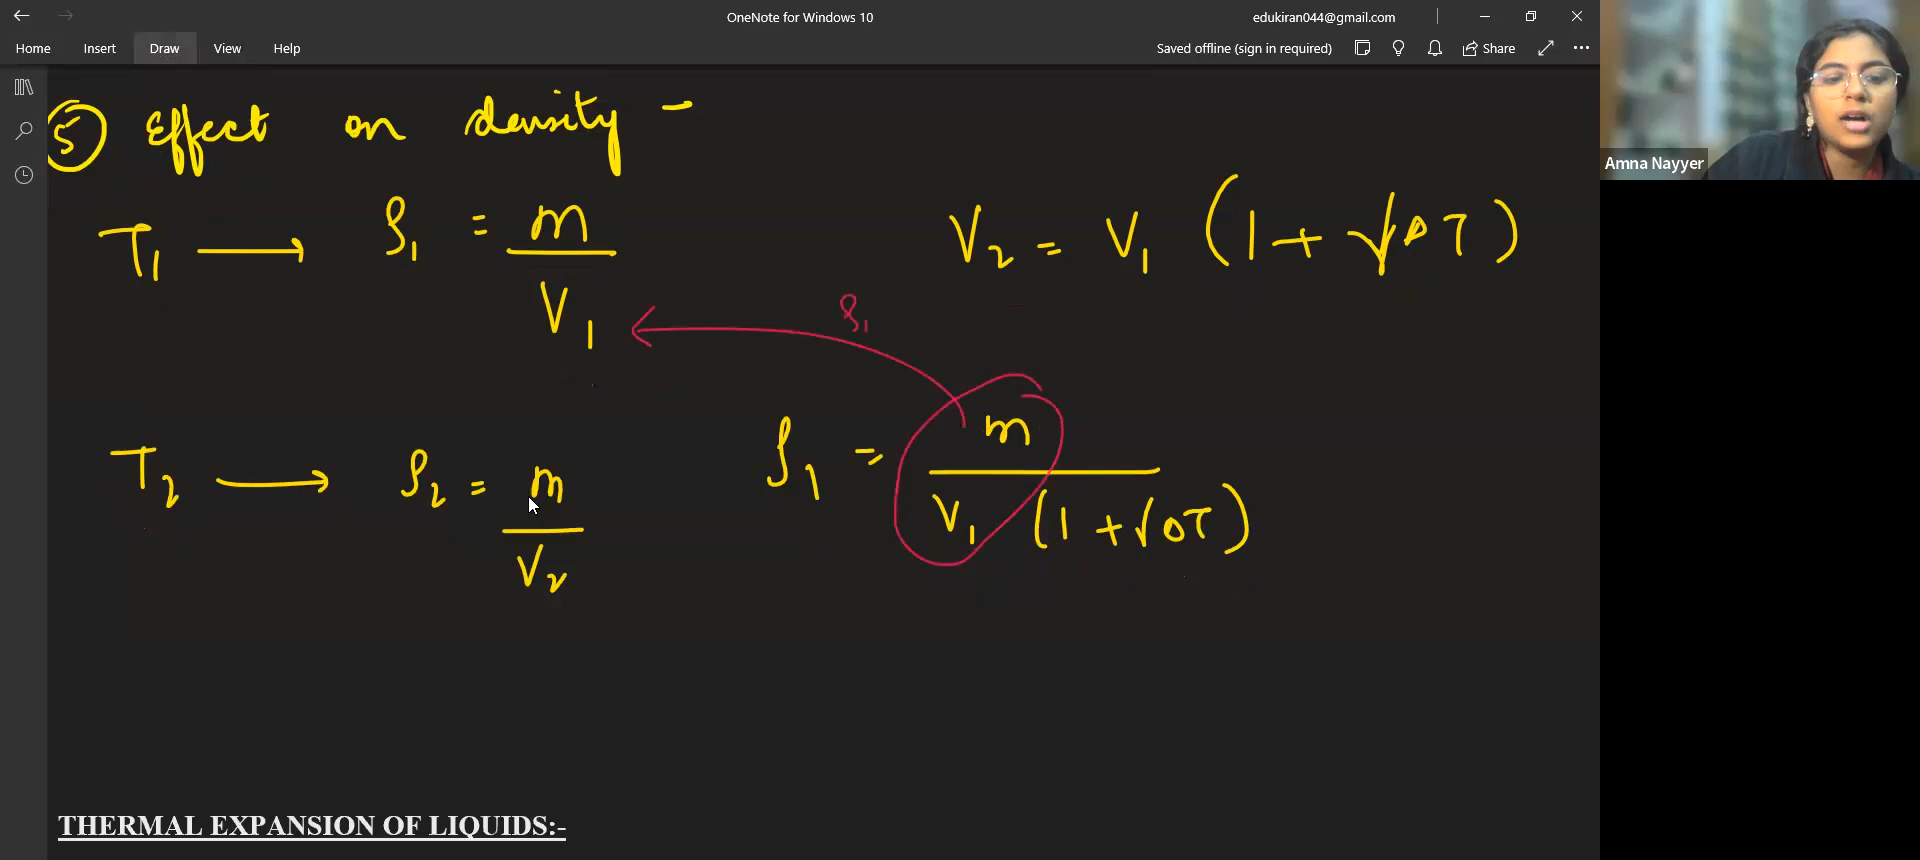 OneNote for Windows 10
edukiran044@gmail.com
Home Insert Draw View Help
Saved offline (sign in required) Share
Amna Nayyer
5 Effect on density -
T1 → ρ1 = m / V1
V2 = V1 (1 + γΔT)
ρ1
T2 → ρ2 = m / V2
ρ1 = m / V1 (1 + γΔT)
THERMAL EXPANSION OF LIQUIDS:-